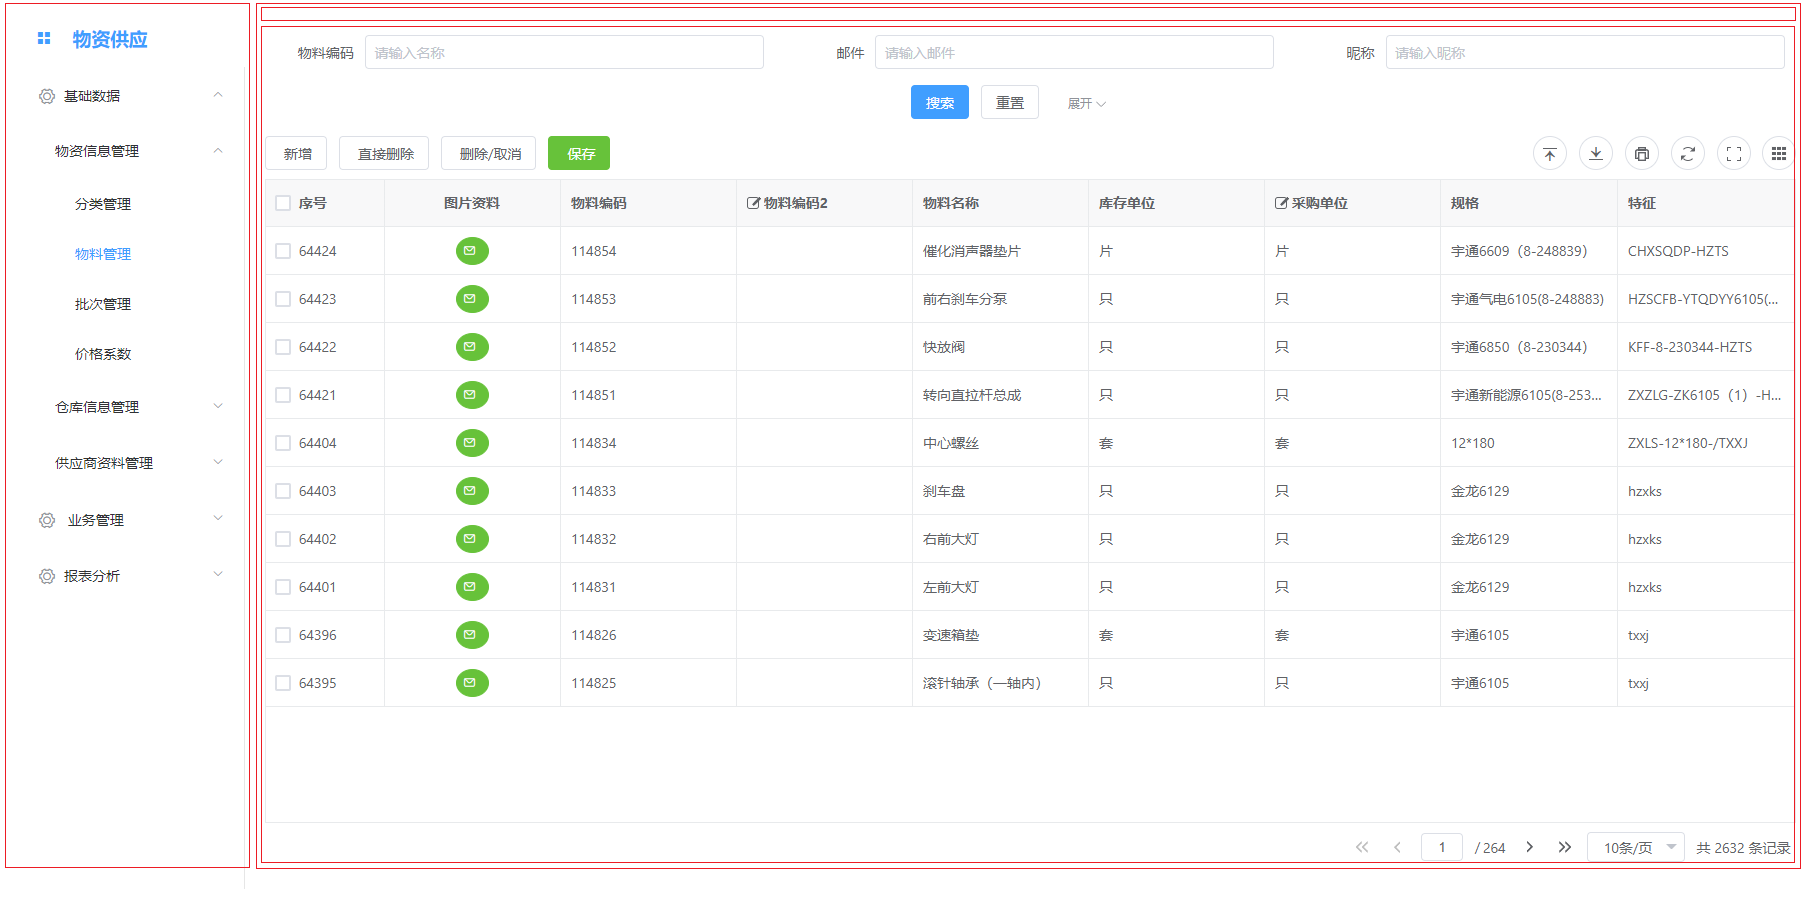 物资供应
基础数据
物资信息管理
分类管理
物料管理
批次管理
价格系数
仓库信息管理
供应商资料管理
业务管理
报表分析
物料编码 请输入名称 邮件 请输入邮件 昵称 请输入昵称
搜索 重置 展开
新增 直接删除 删除/取消 保存
序号 图片资料 物料编码 物料编码2 物料名称 库存单位 采购单位 规格 特征
64424 114854 催化消声器垫片 片 片 宇通6609（8-248839） CHXSQDP-HZTS
64423 114853 前右刹车分泵 只 只 宇通气电6105(8-248883) HZSCFB-YTQDYY6105(...
64422 114852 快放阀 只 只 宇通6850（8-230344） KFF-8-230344-HZTS
64421 114851 转向直拉杆总成 只 只 宇通新能源6105(8-253... ZXZLG-ZK6105（1）-H...
64404 114834 中心螺丝 套 套 12*180 ZXLS-12*180-/TXXJ
64403 114833 刹车盘 只 只 金龙6129 hzxks
64402 114832 右前大灯 只 只 金龙6129 hzxks
64401 114831 左前大灯 只 只 金龙6129 hzxks
64396 114826 变速箱垫 套 套 宇通6105 txxj
64395 114825 滚针轴承（一轴内） 只 只 宇通6105 txxj
1 / 264 10条/页 共 2632 条记录